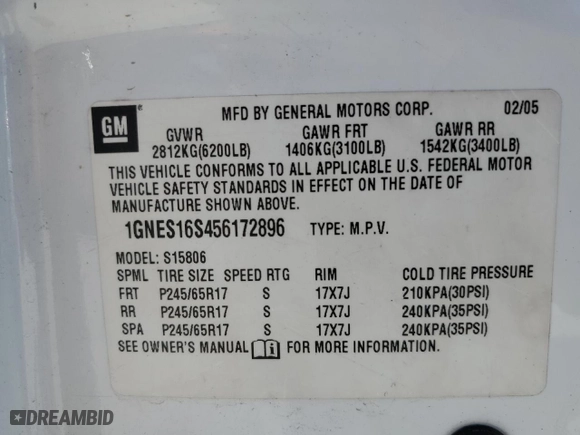 GM
MFD BY GENERAL MOTORS CORP. 02/05
GVWR GAWR FRT GAWR RR
2812KG(6200LB) 1406KG(3100LB) 1542KG(3400LB)
THIS VEHICLE CONFORMS TO ALL APPLICABLE U.S. FEDERAL MOTOR
VEHICLE SAFETY STANDARDS IN EFFECT ON THE DATE OF
MANUFACTURE SHOWN ABOVE.
1GNES16S456172896 TYPE: M.P.V.
MODEL: S15806
SPML TIRE SIZE SPEED RTG RIM COLD TIRE PRESSURE
FRT P245/65R17 S 17X7J 210KPA(30PSI)
RR P245/65R17 S 17X7J 240KPA(35PSI)
SPA P245/65R17 S 17X7J 240KPA(35PSI)
SEE OWNER'S MANUAL FOR MORE INFORMATION.
DREAMBID